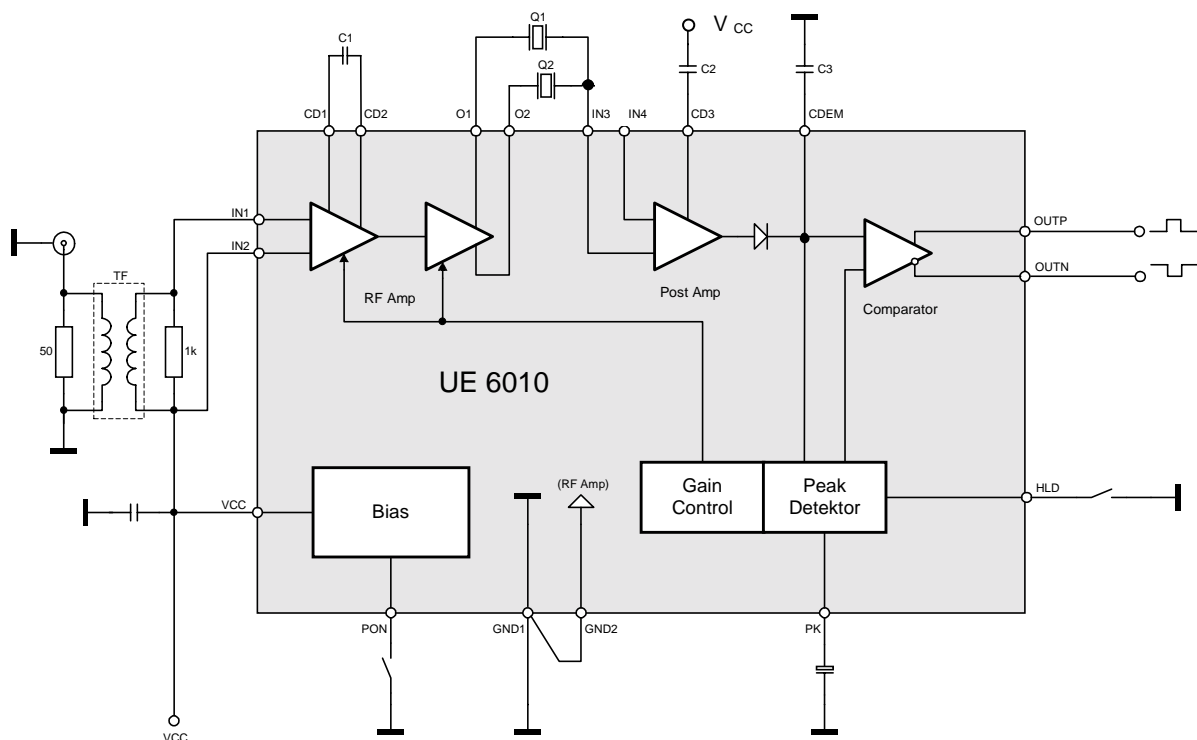 Q1
V CC
C1
Q2
C2
C3
CD1
CD2
O1
O2
IN3
IN4
CD3
CDEM
IN1
IN2
OUTP
OUTN
TF
RF Amp
Post Amp
Comparator
50
1k
UE 6010
(RF Amp)
Gain
Control
Peak
Detektor
HLD
VCC
Bias
PON
GND1
GND2
PK
VCC